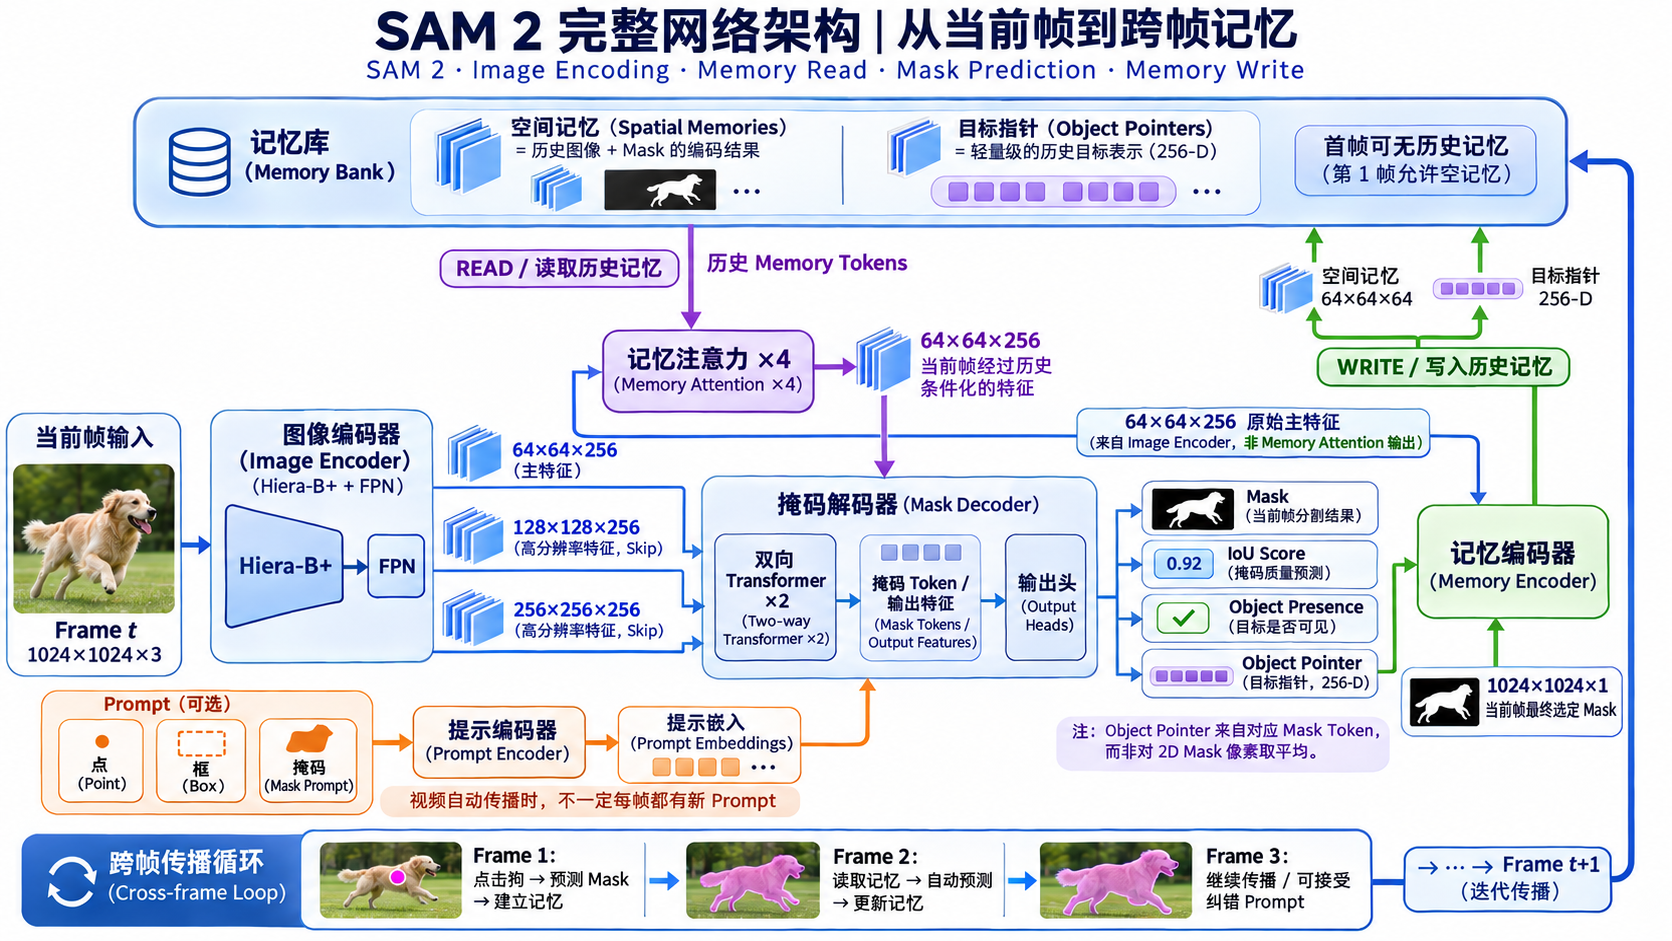 SAM 2 完整网络架构 | 从当前帧到跨帧记忆
SAM 2 · Image Encoding · Memory Read · Mask Prediction · Memory Write
记忆库
(Memory Bank)
空间记忆 (Spatial Memories)
= 历史图像 + Mask 的编码结果
...
目标指针 (Object Pointers)
= 轻量级的历史目标表示 (256-D)
...
首帧可无历史记忆
(第 1 帧允许空记忆)
READ / 读取历史记忆
历史 Memory Tokens
空间记忆
64×64×64
目标指针
256-D
WRITE / 写入历史记忆
记忆注意力 ×4
(Memory Attention ×4)
64×64×256
当前帧经过历史
条件化的特征
64×64×256 原始主特征
(来自 Image Encoder, 非 Memory Attention 输出)
当前帧输入
Frame t
1024×1024×3
图像编码器
(Image Encoder)
(Hiera-B+ + FPN)
Hiera-B+
FPN
64×64×256
(主特征)
128×128×256
(高分辨率特征, Skip)
256×256×256
(高分辨率特征, Skip)
掩码解码器 (Mask Decoder)
双向
Transformer
×2
(Two-way
Transformer ×2)
掩码 Token /
输出特征
(Mask Tokens /
Output Features)
输出头
(Output
Heads)
Mask
(当前帧分割结果)
0.92
IoU Score
(掩码质量预测)
Object Presence
(目标是否可见)
Object Pointer
(目标指针, 256-D)
记忆编码器
(Memory Encoder)
1024×1024×1
当前帧最终选定 Mask
注: Object Pointer 来自对应 Mask Token,
而非对 2D Mask 像素取平均。
Prompt (可选)
点
(Point)
框
(Box)
掩码
(Mask Prompt)
提示编码器
(Prompt Encoder)
提示嵌入
(Prompt Embeddings)
...
视频自动传播时, 不一定每帧都有新 Prompt
跨帧传播循环
(Cross-frame Loop)
Frame 1:
点击狗 → 预测 Mask
→ 建立记忆
Frame 2:
读取记忆 → 自动预测
→ 更新记忆
Frame 3:
继续传播 / 可接受
纠错 Prompt
→ ··· → Frame t+1
(迭代传播)